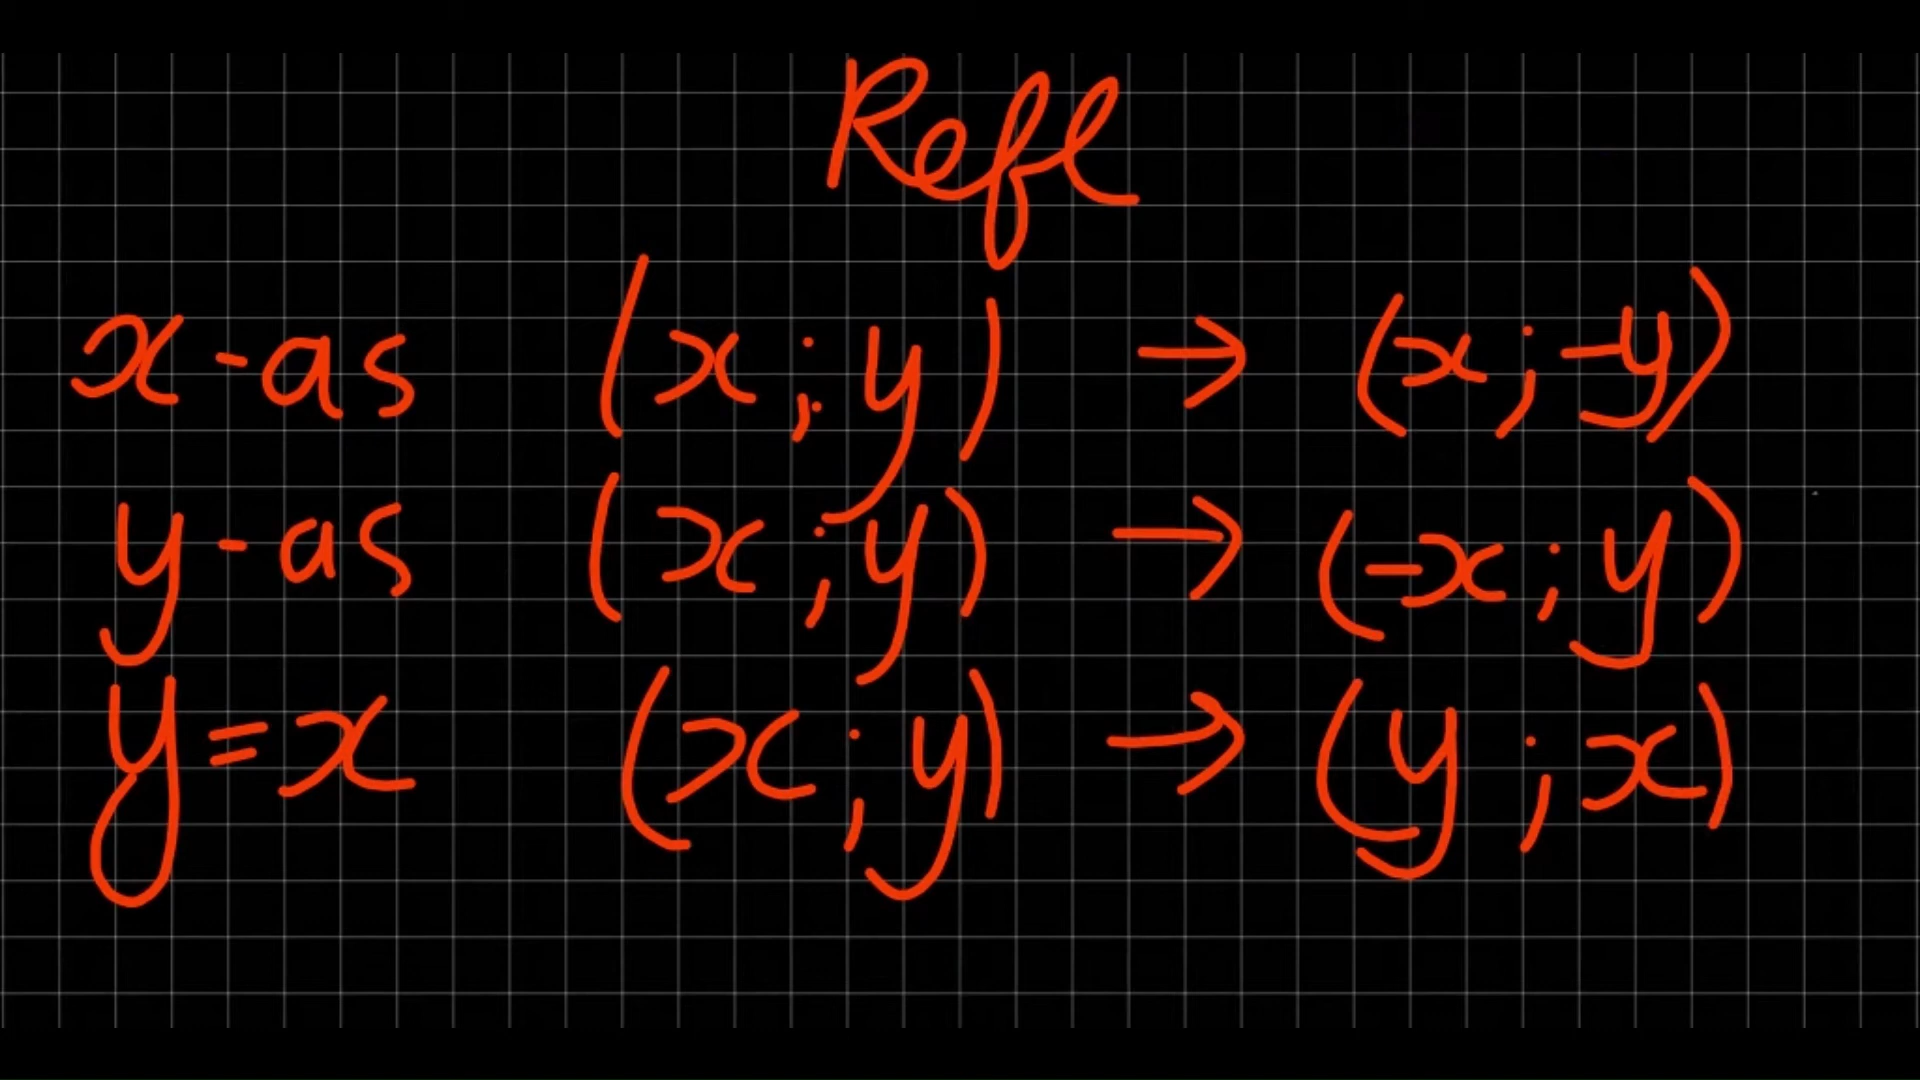 Refl
x-as (x;y) → (x;-y)
y-as (x;y) → (-x;y)
y=x (x;y) → (y;x)